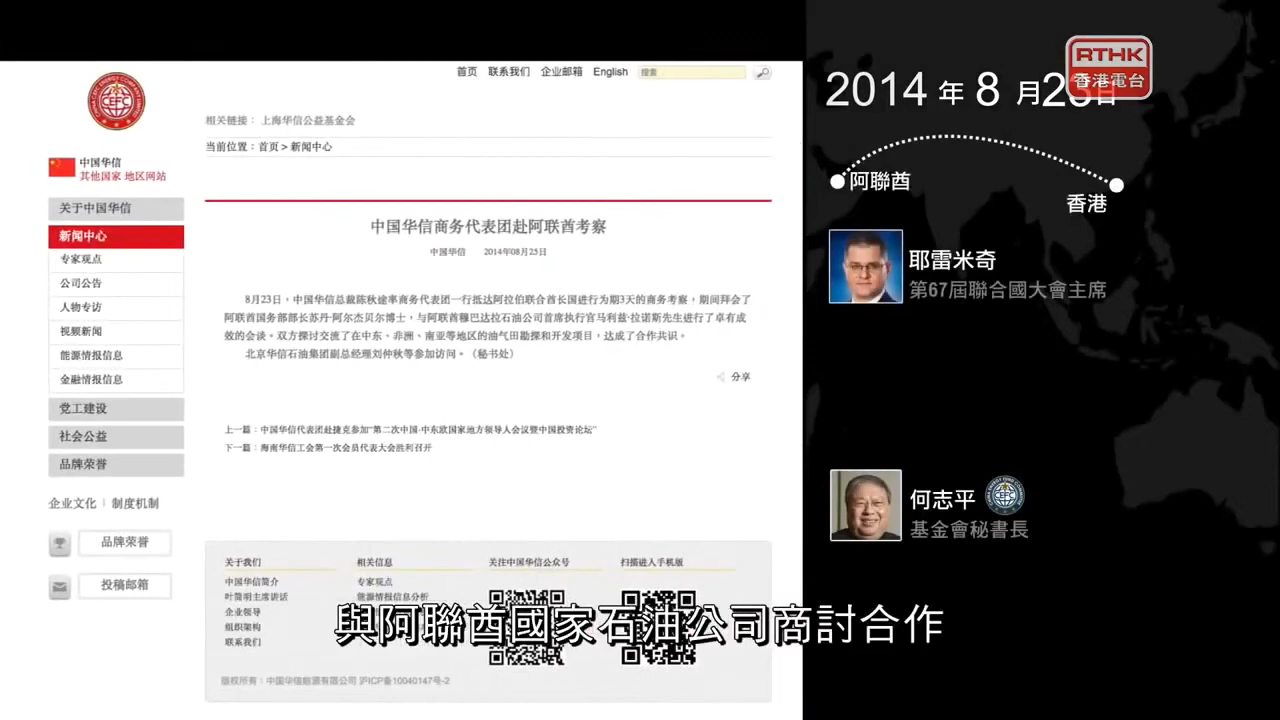 首页 联系我们 企业邮箱 English 搜索
CEFC
相关链接： 上海华信公益基金会
当前位置：首页 > 新闻中心
中国华信
其他国家 地区网站
关于中国华信
新闻中心
专家观点
公司公告
人物专访
视频新闻
能源情报信息
金融情报信息
党工建设
社会公益
品牌荣誉
企业文化 | 制度机制
品牌荣誉
投稿邮箱
中国华信商务代表团赴阿联酋考察
中国华信 2014年08月25日
8月23日，中国华信总裁陈秋途率商务代表团一行抵达阿拉伯联合酋长国进行为期3天的商务考察，期间拜会了
阿联酋国务部部长苏丹·阿尔杰贝尔博士，与阿联酋穆巴达拉石油公司首席执行官马利兹·拉诺斯先生进行了卓有成
效的会谈。双方探讨交流了在中东、非洲、南亚等地区的油气田勘探和开发项目，达成了合作共识。
北京华信石油集团副总经理刘仲秋等参加访问。（秘书处）
分享
上一篇：中国华信代表团赴捷克参加“第二次中国-中东欧国家地方领导人会议暨中国投资论坛”
下一篇：海南华信工会第一次会员代表大会胜利召开
关于我们 相关信息 关注中国华信公众号 扫描进入手机版
中国华信简介 专家观点
叶简明主席讲话 能源情报信息分析
企业领导
组织架构
联系我们
版权所有：中国华信能源有限公司 沪ICP备10040147号-2
RTHK
香港電台
2014 年 8 月 日
阿聯酋
香港
耶雷米奇
第67屆聯合國大會主席
何志平
CEFC
基金會秘書長
與阿聯酋國家石油公司商討合作